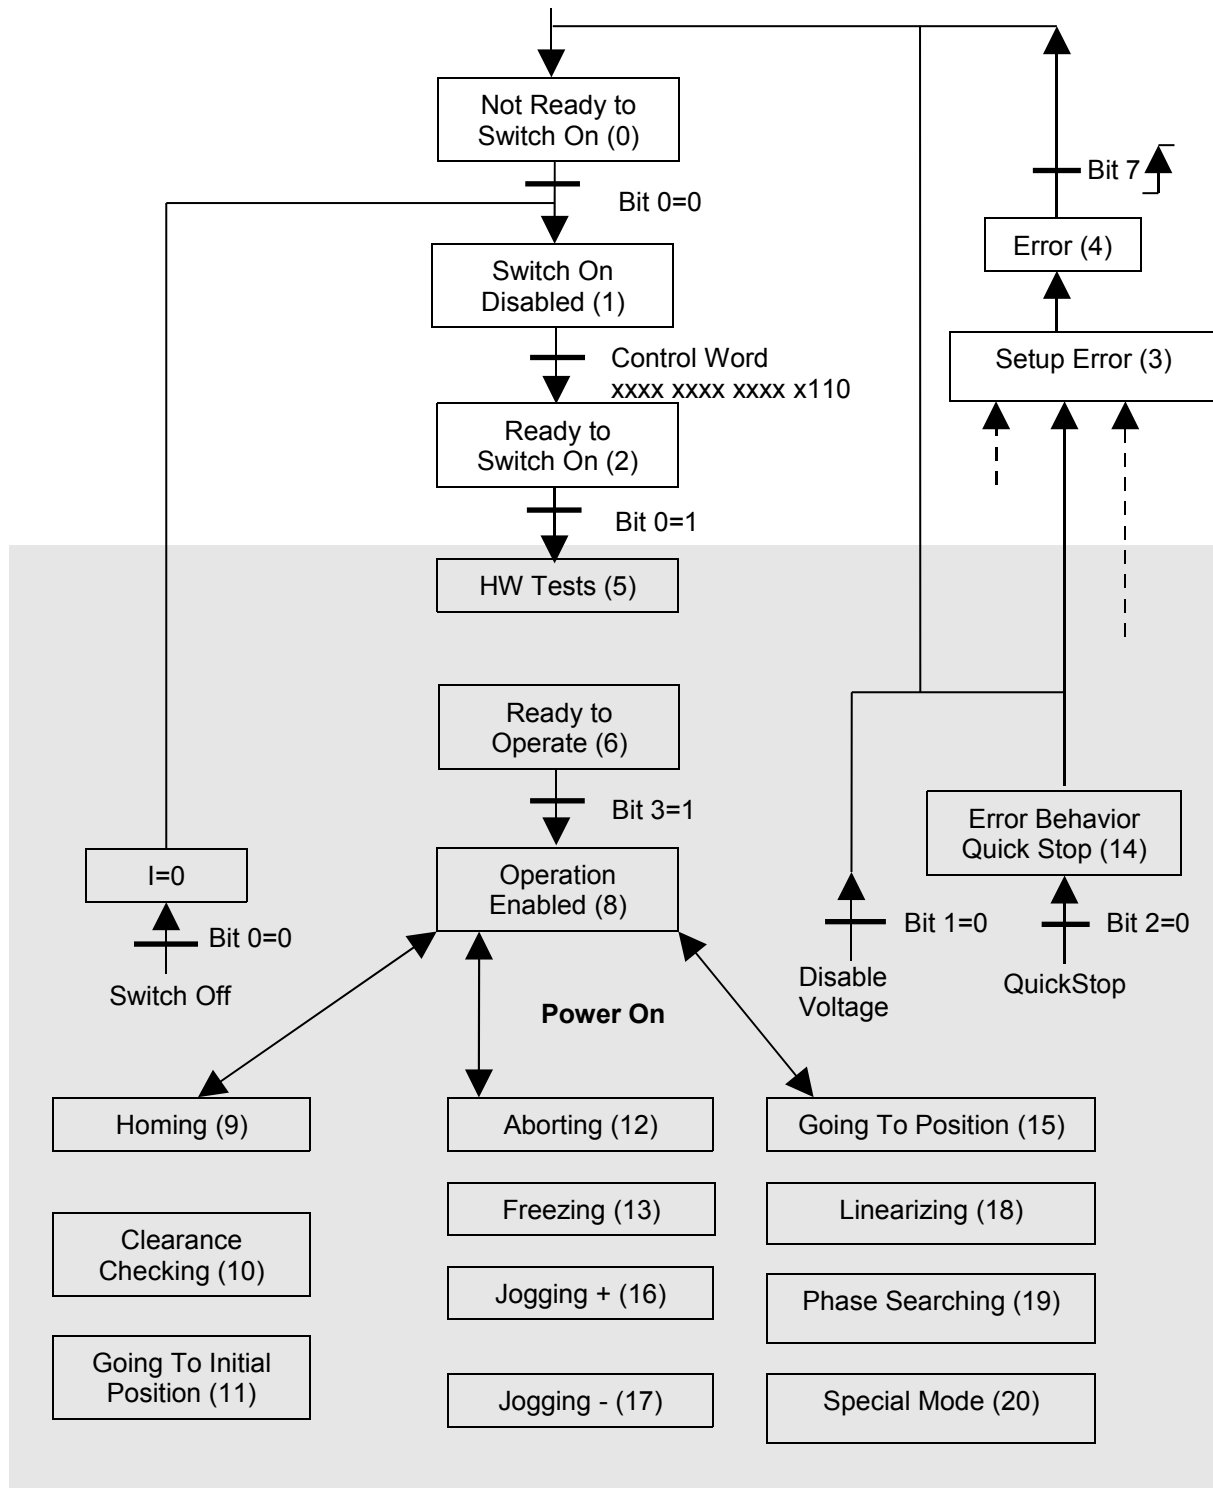 Not Ready to
Switch On (0)
Bit 0=0
Bit 7
Error (4)
Switch On
Disabled (1)
Control Word
xxxx xxxx xxxx x110
Setup Error (3)
Ready to
Switch On (2)
Bit 0=1
HW Tests (5)
Ready to
Operate (6)
Bit 3=1
Error Behavior
Quick Stop (14)
I=0
Operation
Enabled (8)
Bit 0=0
Bit 1=0
Bit 2=0
Switch Off
Disable
Voltage
QuickStop
Power On
Homing (9)
Aborting (12)
Going To Position (15)
Freezing (13)
Linearizing (18)
Clearance
Checking (10)
Jogging + (16)
Phase Searching (19)
Going To Initial
Position (11)
Jogging - (17)
Special Mode (20)